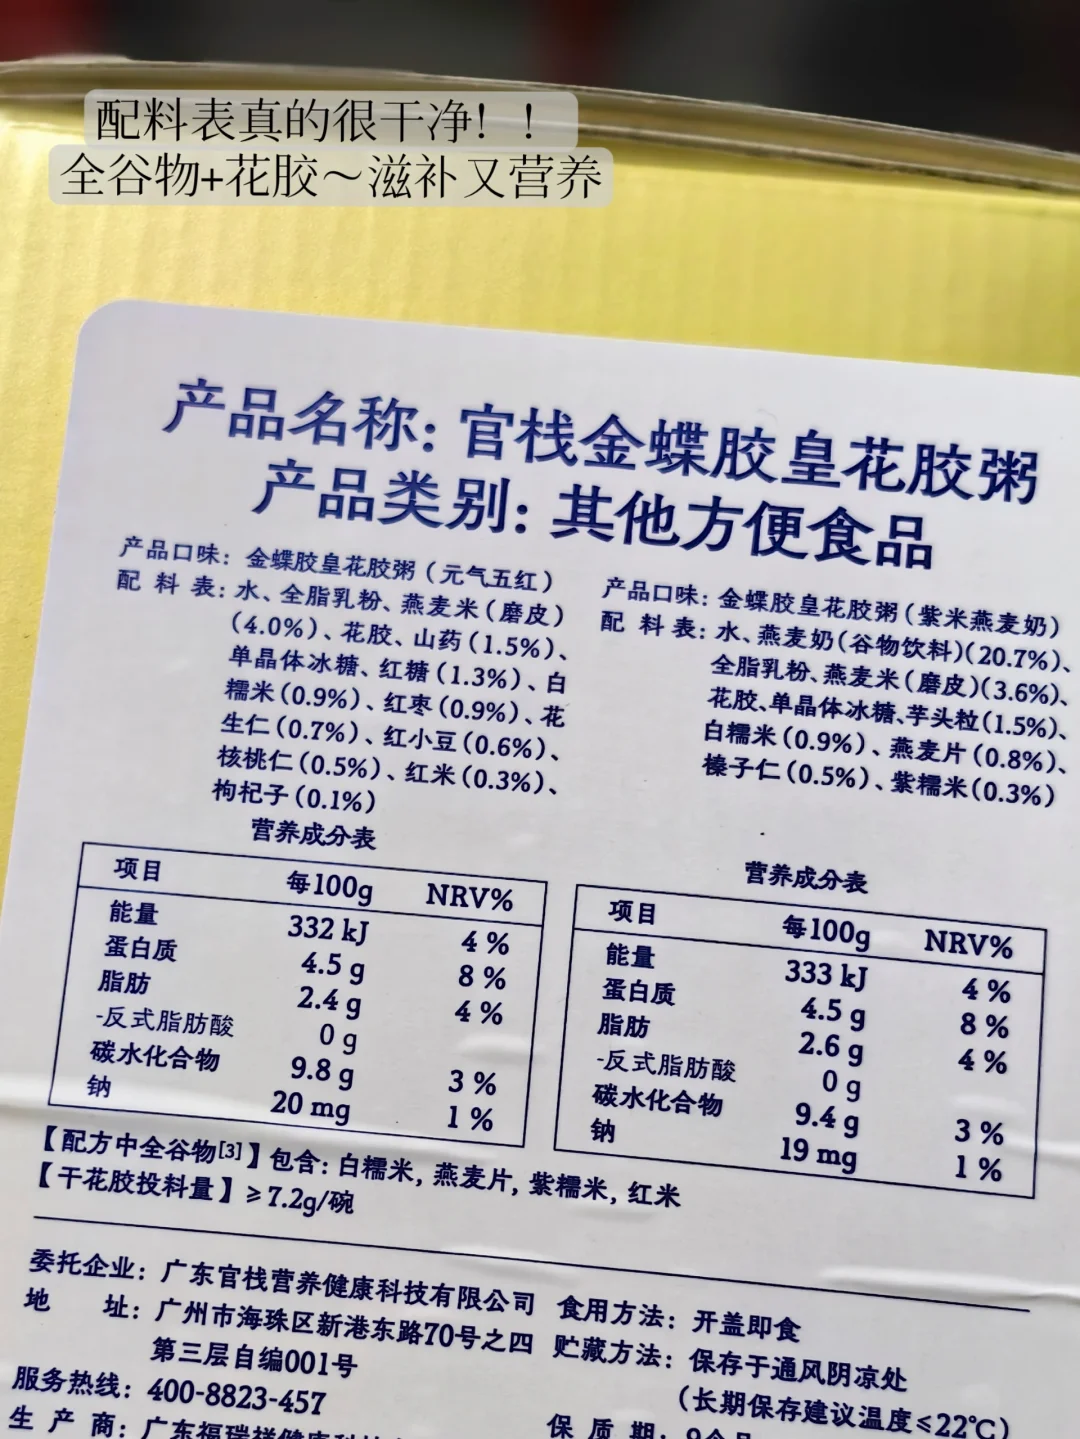 配料表真的很干净！！
全谷物+花胶～滋补又营养
产品名称：官栈金蝶胶皇花胶粥
产品类别：其他方便食品
产品口味：金蝶胶皇花胶粥（元气五红）
配料表：水、全脂乳粉、燕麦米（磨皮）
(4.0%)、花胶、山药(1.5%)、
单晶体冰糖、红糖(1.3%)、白
糯米(0.9%)、红枣(0.9%)、花
生仁(0.7%)、红小豆(0.6%)、
核桃仁(0.5%)、红米(0.3%)、
枸杞子(0.1%)
营养成分表
项目 每100g NRV%
能量 332 kJ 4 %
蛋白质 4.5 g 8 %
脂肪 2.4 g 4 %
-反式脂肪酸 0 g
碳水化合物 9.8 g 3 %
钠 20 mg 1 %
产品口味：金蝶胶皇花胶粥（紫米燕麦奶）
配料表：水、燕麦奶（谷物饮料）(20.7%)、
全脂乳粉、燕麦米（磨皮）(3.6%)、
花胶、单晶体冰糖、芋头粒(1.5%)、
白糯米(0.9%)、燕麦片(0.8%)、
榛子仁(0.5%)、紫糯米(0.3%)
营养成分表
项目 每100g NRV%
能量 333 kJ 4 %
蛋白质 4.5 g 8 %
脂肪 2.6 g 4 %
-反式脂肪酸 0 g
碳水化合物 9.4 g 3 %
钠 19 mg 1 %
【配方中全谷物[3]】包含：白糯米，燕麦片，紫糯米，红米
【干花胶投料量】≥7.2g/碗
委托企业：广东官栈营养健康科技有限公司
地址：广州市海珠区新港东路70号之四
第三层自编001号
服务热线：400-8823-457
生产商：广东福瑞祥健康科技
食用方法：开盖即食
贮藏方法：保存于通风阴凉处
（长期保存建议温度≤22℃）
保质期：9个月